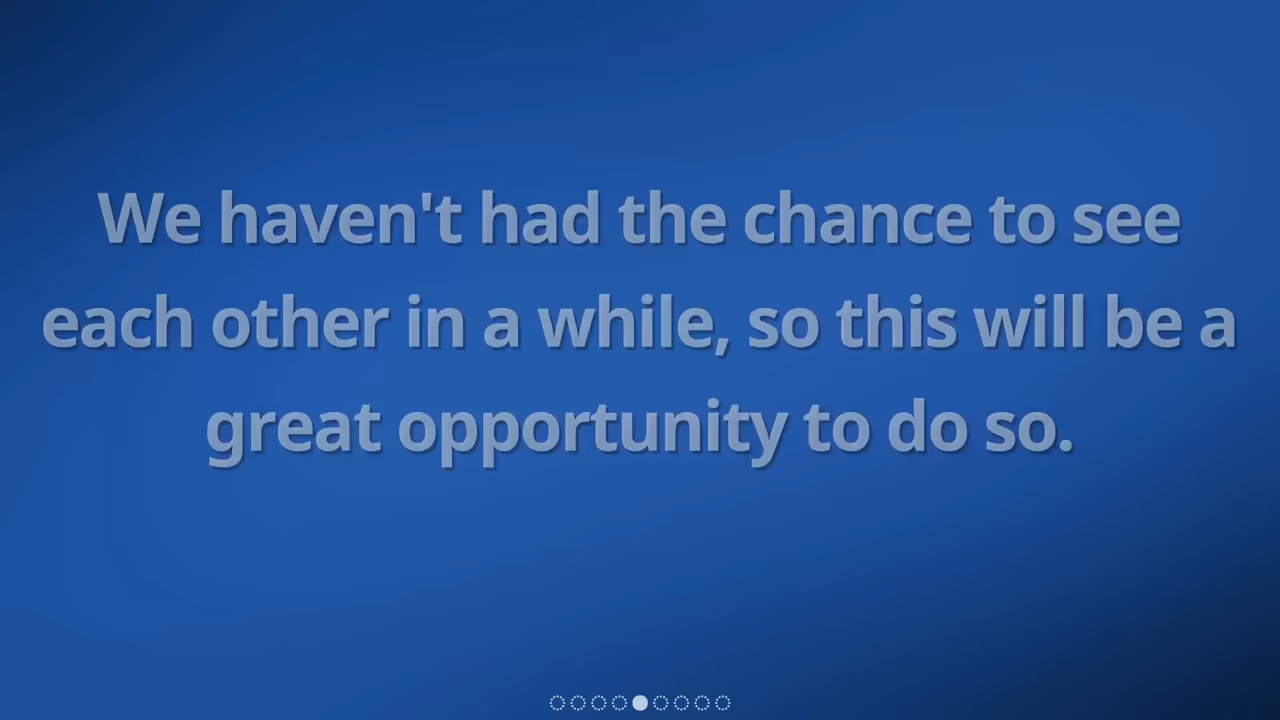 We haven't had the chance to see
each other in a while, so this will be a
great opportunity to do so.